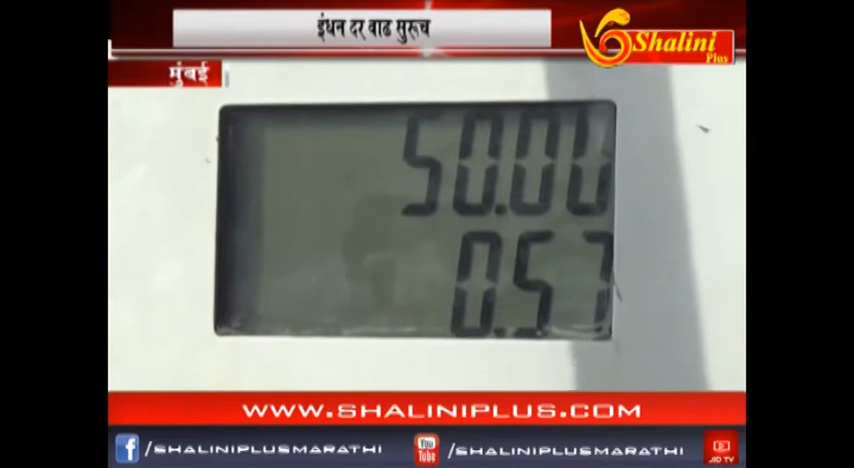 इंधन दर वाढ सुरूच
Shalini
Plus
मुंबई
50.00
0.57
WWW.SHALINIPLUS.COM
/SHALINIPLUSMARATHI
You
Tube
/SHALINIPLUSMARATHI
JIO TV